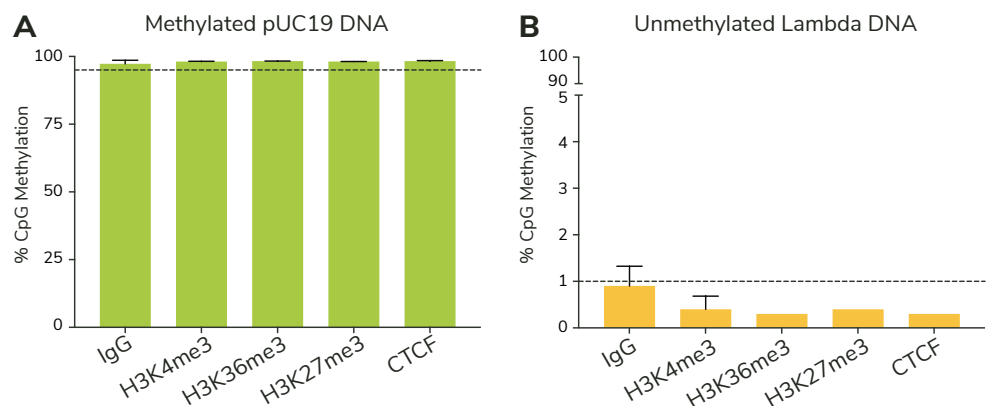 A
Methylated pUC19 DNA
% CpG Methylation
100
75
50
25
0
IgG
H3K4me3
H3K36me3
H3K27me3
CTCF
B
Unmethylated Lambda DNA
% CpG Methylation
100
90
5
4
3
2
1
0
IgG
H3K4me3
H3K36me3
H3K27me3
CTCF